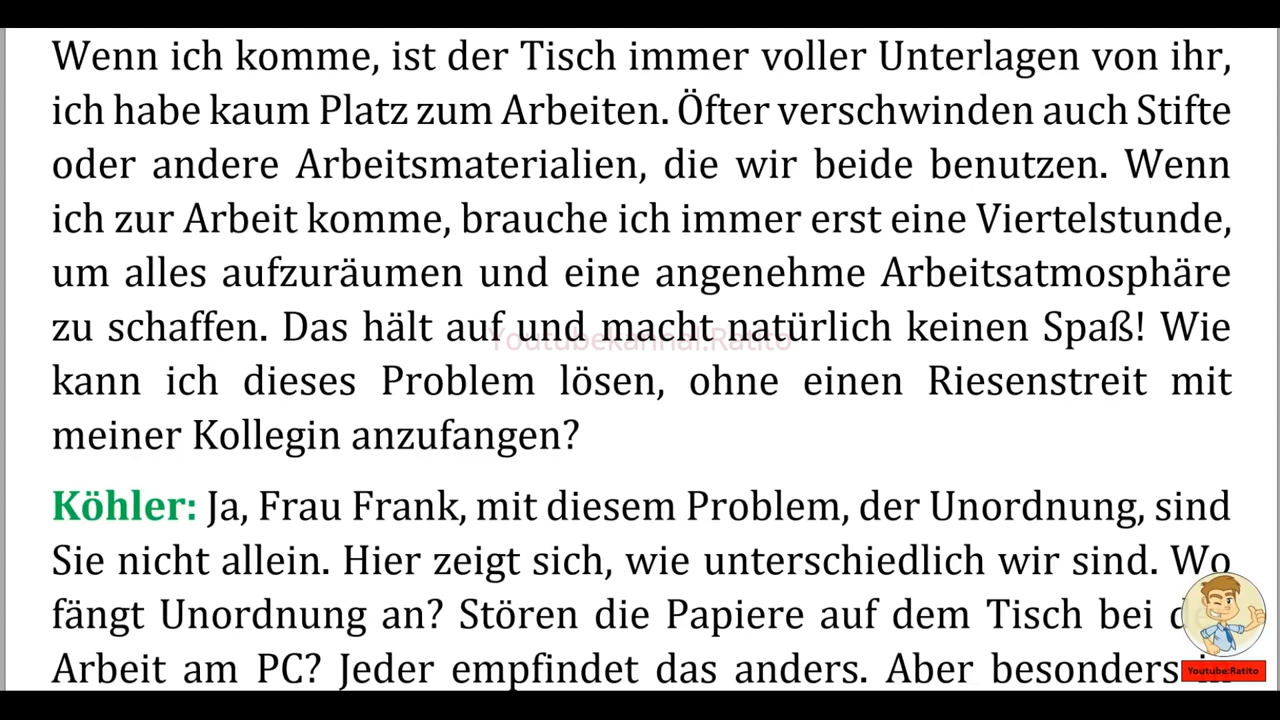 Wenn ich komme, ist der Tisch immer voller Unterlagen von ihr,
ich habe kaum Platz zum Arbeiten. Öfter verschwinden auch Stifte
oder andere Arbeitsmaterialien, die wir beide benutzen. Wenn
ich zur Arbeit komme, brauche ich immer erst eine Viertelstunde,
um alles aufzuräumen und eine angenehme Arbeitsatmosphäre
zu schaffen. Das hält auf und macht natürlich keinen Spaß! Wie
Youtubekannal:Ratito
kann ich dieses Problem lösen, ohne einen Riesenstreit mit
meiner Kollegin anzufangen?
Köhler: Ja, Frau Frank, mit diesem Problem, der Unordnung, sind
Sie nicht allein. Hier zeigt sich, wie unterschiedlich wir sind. Wo
fängt Unordnung an? Stören die Papiere auf dem Tisch bei
Arbeit am PC? Jeder empfindet das anders. Aber besonders in
Youtube:Ratito